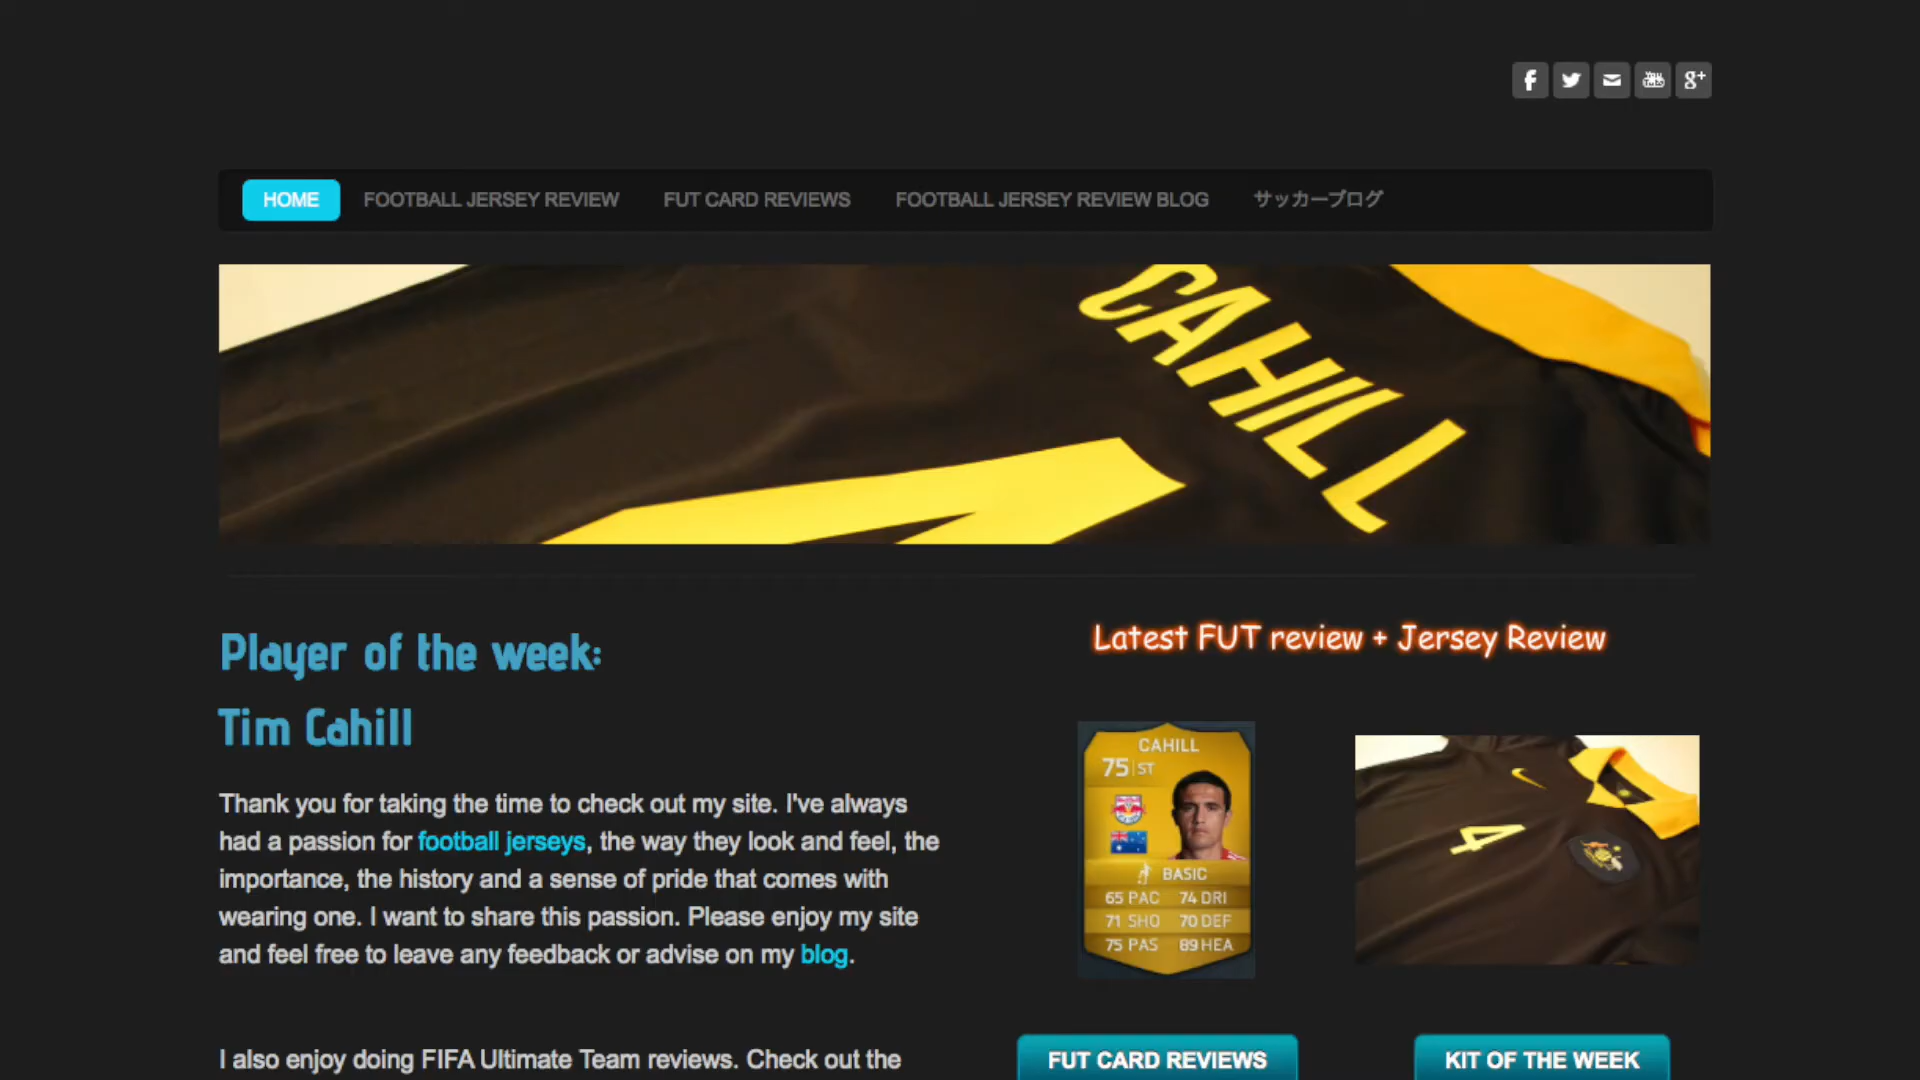 HOME FOOTBALL JERSEY REVIEW FUT CARD REVIEWS FOOTBALL JERSEY REVIEW BLOG サッカーブログ
CAHILL
Player of the week:
Tim Cahill
Thank you for taking the time to check out my site. I've always
had a passion for football jerseys, the way they look and feel, the
importance, the history and a sense of pride that comes with
wearing one. I want to share this passion. Please enjoy my site
and feel free to leave any feedback or advise on my blog.
I also enjoy doing FIFA Ultimate Team reviews. Check out the
Latest FUT review + Jersey Review
CAHILL
75 ST
BASIC
65 PAC 74 DRI
71 SHO 70 DEF
75 PAS 89 HEA
4
FUT CARD REVIEWS
KIT OF THE WEEK